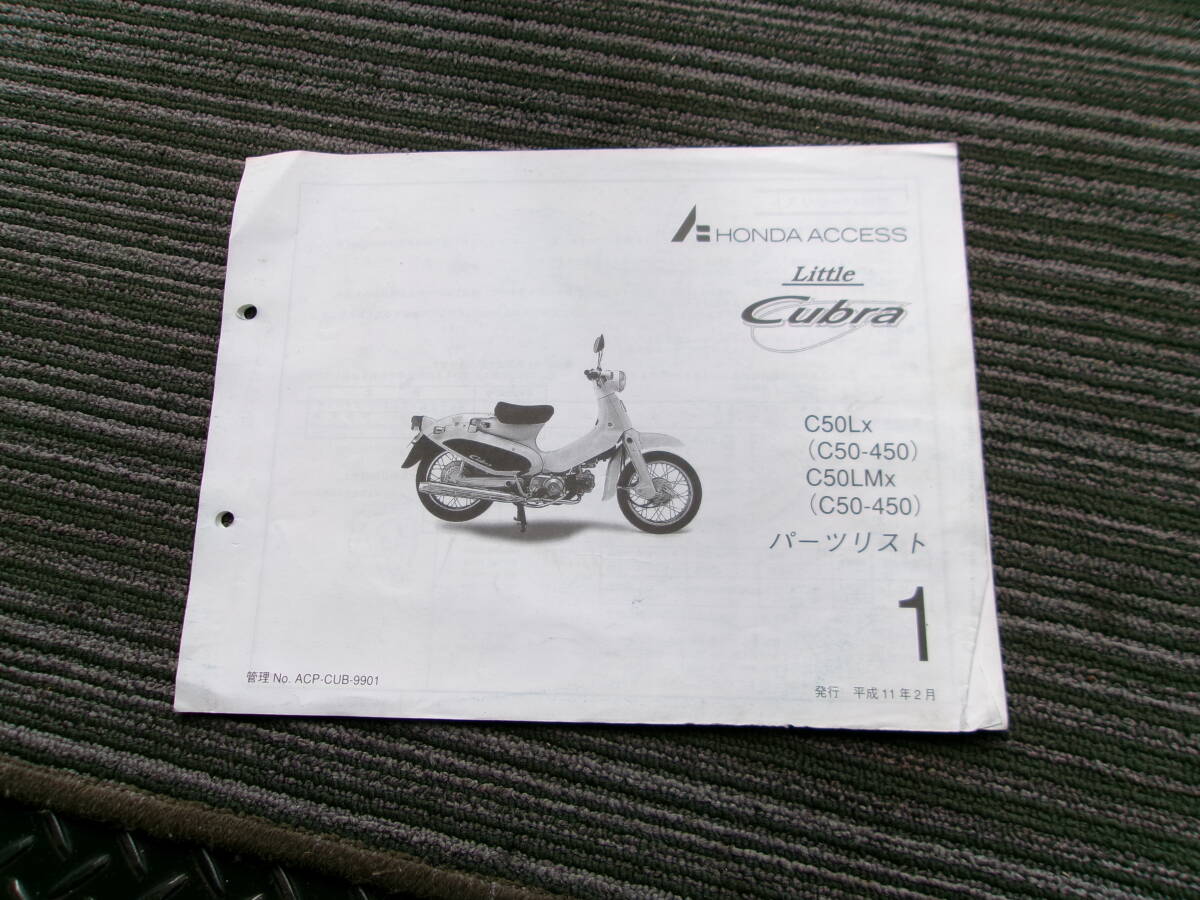 HONDA ACCESS
Little
Cubra
C50Lx
(C50-450)
C50LMx
(C50-450)
パーツリスト
1
管理 No. ACP-CUB-9901
発行 平成11年2月